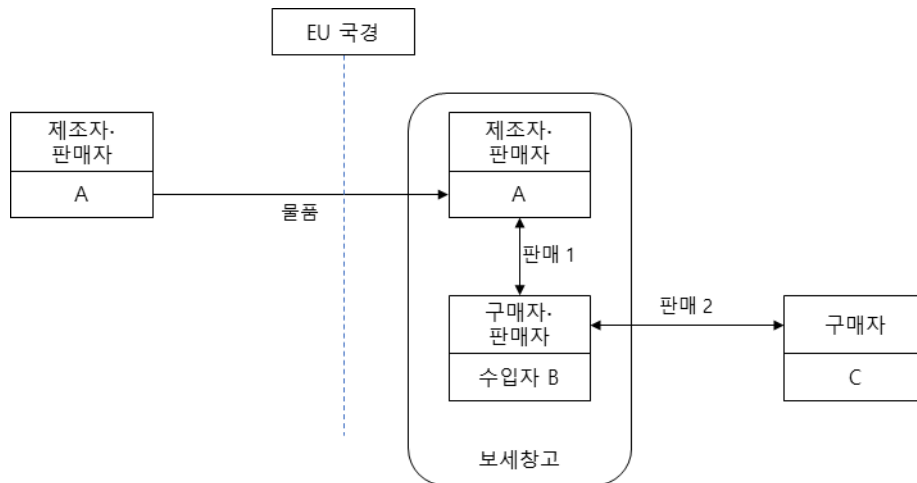 EU 국경
제조자·
판매자
A
물품
제조자·
판매자
A
판매 1
구매자·
판매자
수입자 B
판매 2
구매자
C
보세창고